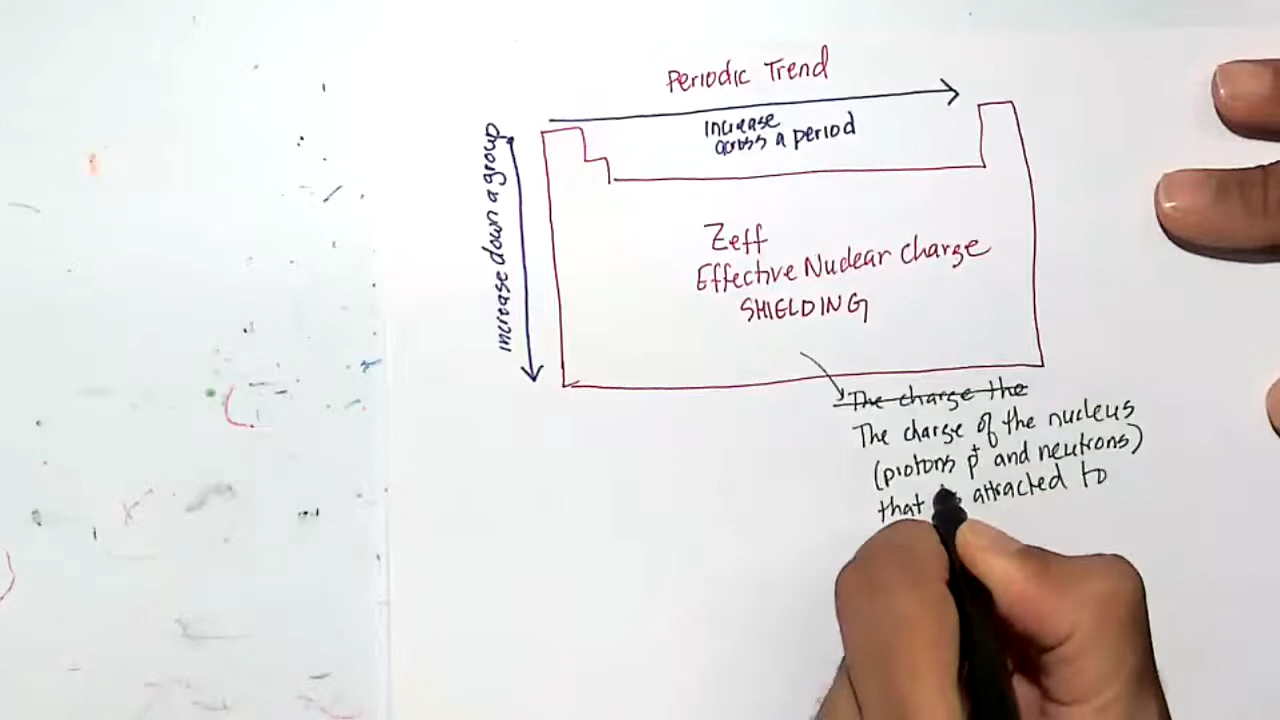 Periodic Trend
increase
across a period
increase down a group
Zeff
Effective Nuclear Charge
SHIELDING
The charge the
The charge of the nucleus
(protons p+ and neutrons)
that attracted to